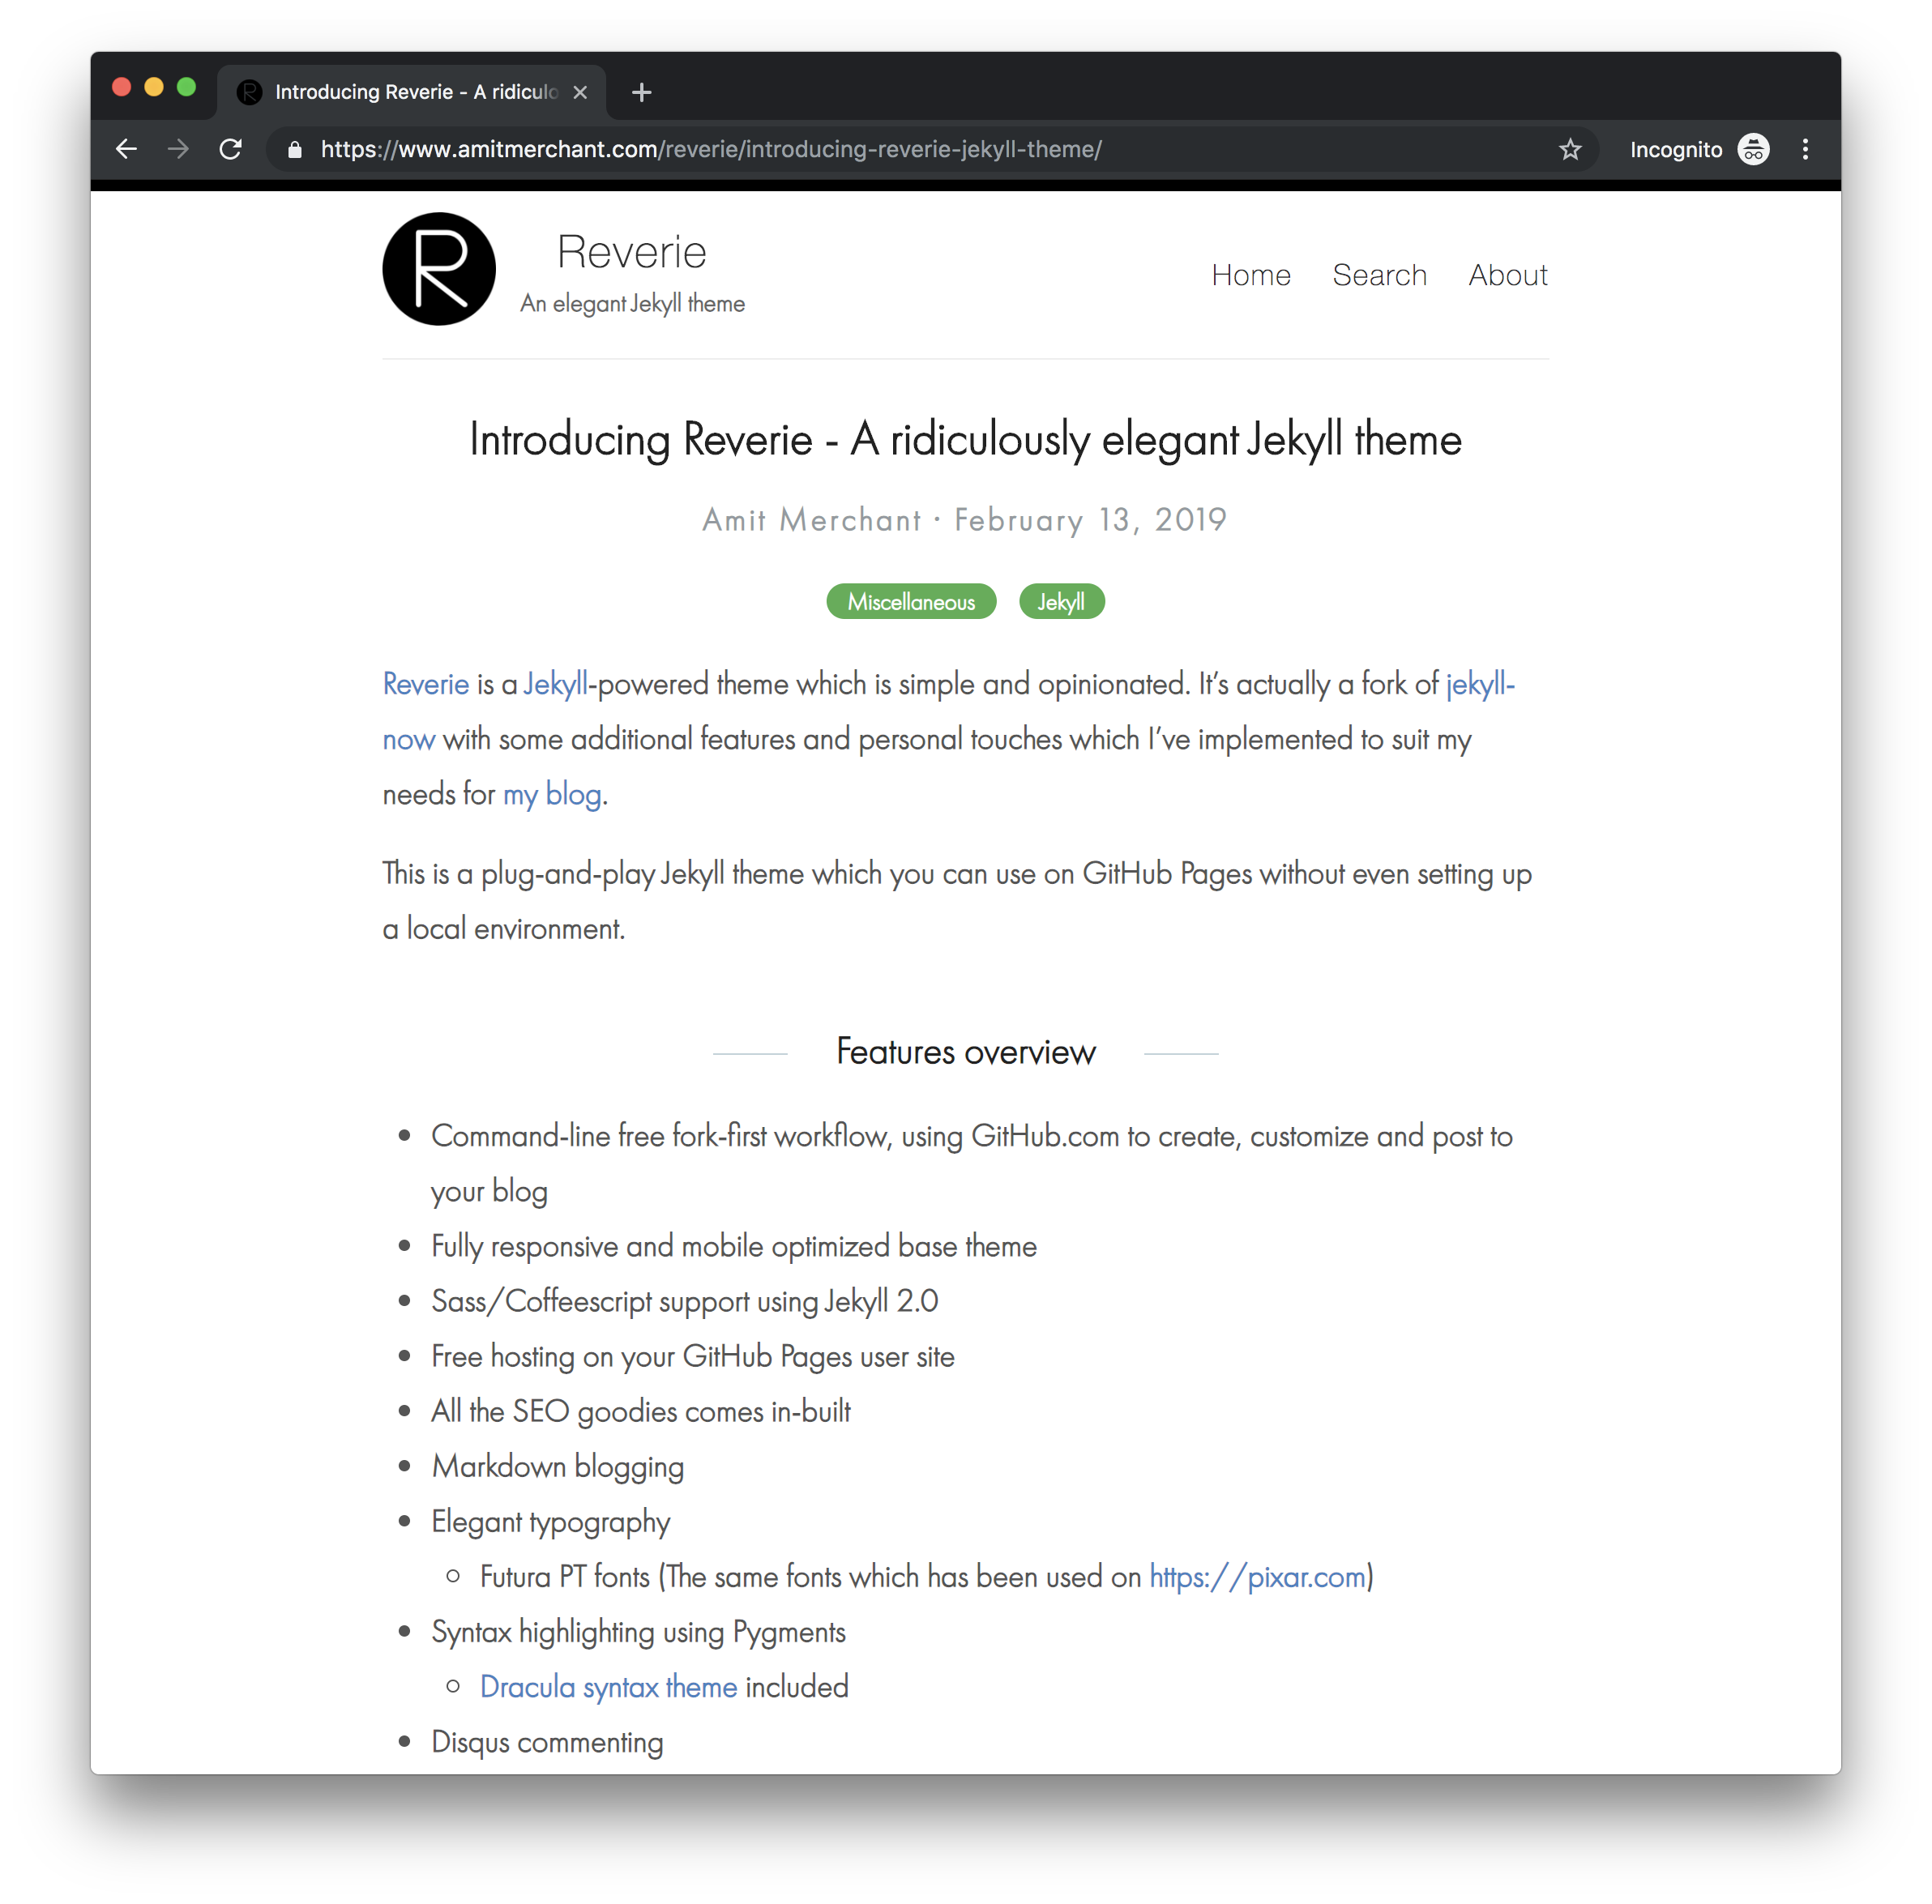 Introducing Reverie - A ridiculo
https://www.amitmerchant.com/reverie/introducing-reverie-jekyll-theme/
Incognito
R
Reverie
An elegant Jekyll theme
Home Search About
Introducing Reverie - A ridiculously elegant Jekyll theme
Amit Merchant · February 13, 2019
Miscellaneous Jekyll
Reverie is a Jekyll-powered theme which is simple and opinionated. It’s actually a fork of jekyll-
now with some additional features and personal touches which I’ve implemented to suit my
needs for my blog.
This is a plug-and-play Jekyll theme which you can use on GitHub Pages without even setting up
a local environment.
Features overview
• Command-line free fork-first workflow, using GitHub.com to create, customize and post to
your blog
• Fully responsive and mobile optimized base theme
• Sass/Coffeescript support using Jekyll 2.0
• Free hosting on your GitHub Pages user site
• All the SEO goodies comes in-built
• Markdown blogging
• Elegant typography
◦ Futura PT fonts (The same fonts which has been used on https://pixar.com)
• Syntax highlighting using Pygments
◦ Dracula syntax theme included
• Disqus commenting